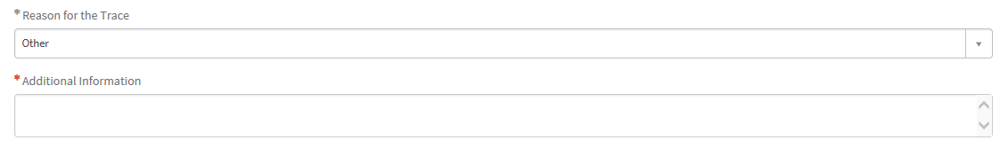 * Reason for the Trace
Other
* Additional Information